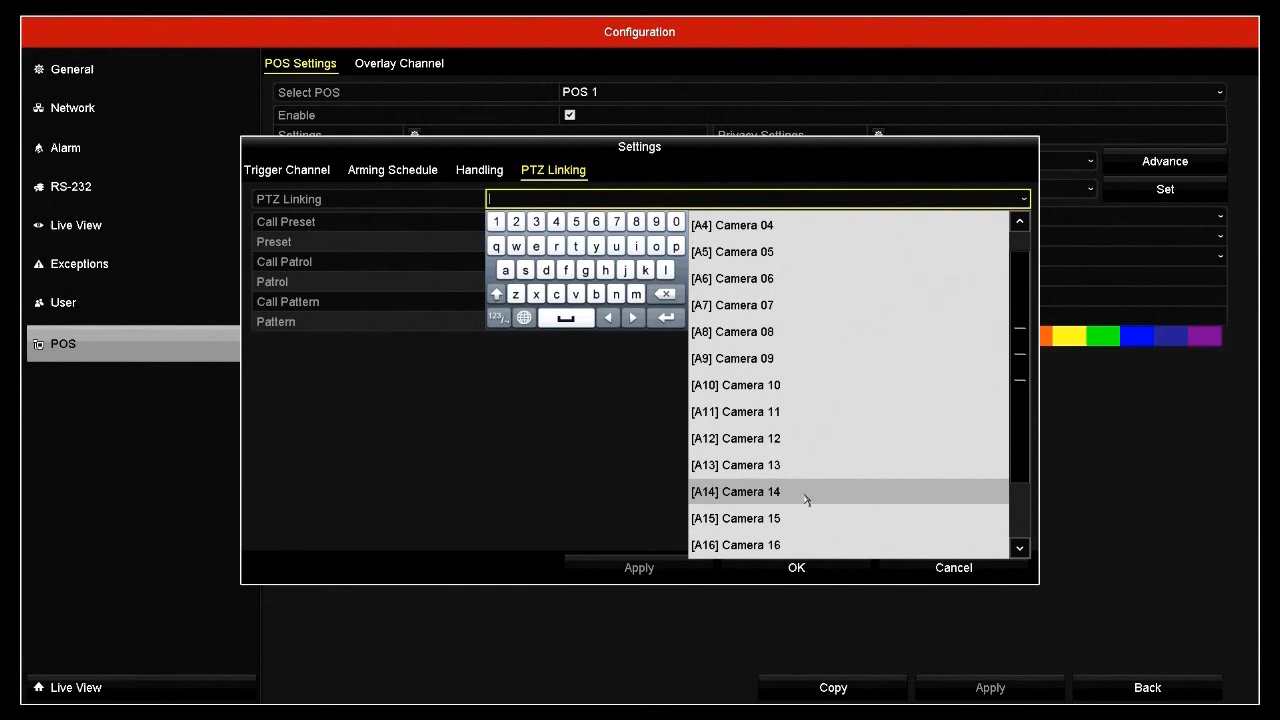 Configuration
General
Network
Alarm
RS-232
Live View
Exceptions
User
POS
Live View
POS Settings Overlay Channel
Select POS POS 1
Enable
Settings Privacy Settings
Advance
Set
Settings
Trigger Channel Arming Schedule Handling PTZ Linking
PTZ Linking
Call Preset
Preset
Call Patrol
Patrol
Call Pattern
Pattern
1 2 3 4 5 6 7 8 9 0
q w e r t y u i o p
a s d f g h j k l
z x c v b n m
123/,.
[A4] Camera 04
[A5] Camera 05
[A6] Camera 06
[A7] Camera 07
[A8] Camera 08
[A9] Camera 09
[A10] Camera 10
[A11] Camera 11
[A12] Camera 12
[A13] Camera 13
[A14] Camera 14
[A15] Camera 15
[A16] Camera 16
Apply OK Cancel
Copy Apply Back